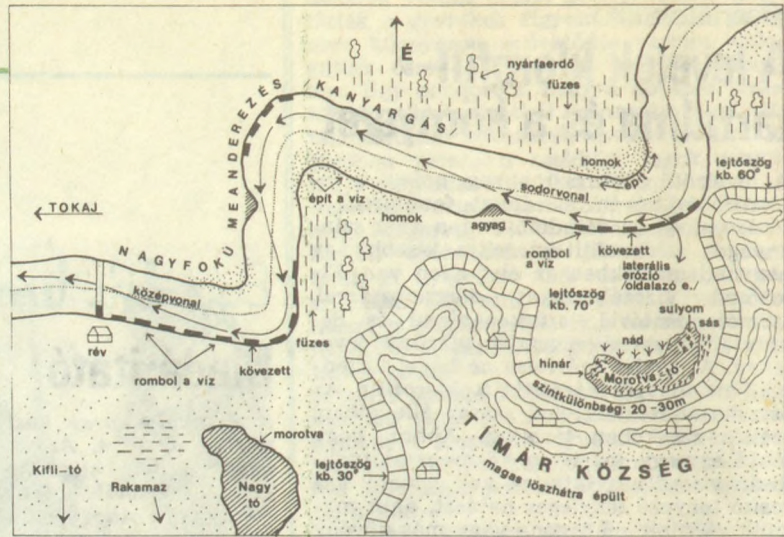 É
nyárfaerdő
füzes
NAGYFOKÚ MEANDEREZÉS /KANYARGÁS/
homok
épít
lejtőszög
kb. 60°
sodorvonal
TOKAJ
épít a víz
homok
agyag
rombol
a víz
kövezett
laterális
erózió
/oldalazó e./
középvonal
lejtőszög
kb. 70°
sulyom
nád
sás
rév
rombol a víz
kövezett
füzes
hínár
Morotva-tó
szintkülönbség: 20-30m
TÍMÁR KÖZSÉG
magas löszhátra épült
morotva
Kifli-tó
Rakamaz
Nagy
tó
lejtőszög
kb. 30°